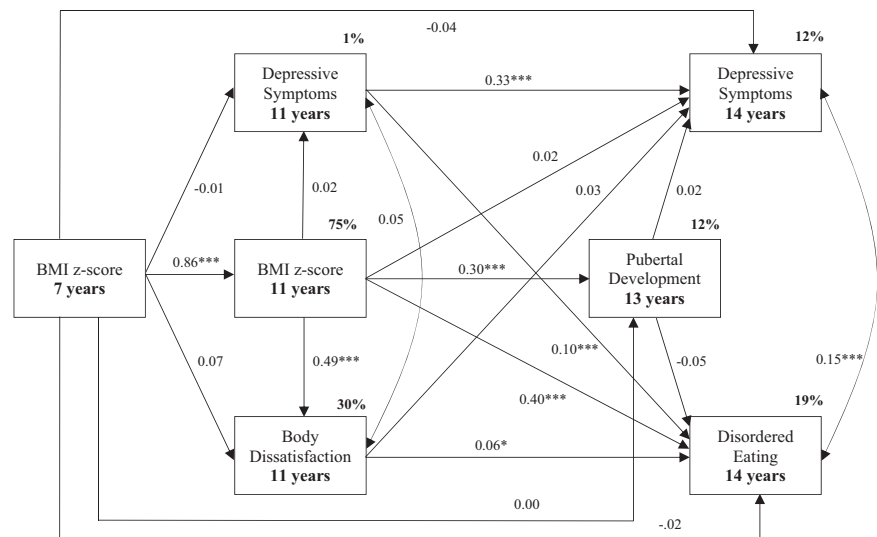 -0.04
1%
12%
Depressive
Symptoms
11 years
0.33***
Depressive
Symptoms
14 years
-0.01
0.02
0.02
0.03
0.02
75%
0.05
12%
BMI z-score
7 years
0.86***
BMI z-score
11 years
0.30***
Pubertal
Development
13 years
0.07
0.49***
0.10***
-0.05
0.15***
30%
0.40***
19%
Body
Dissatisfaction
11 years
0.06*
Disordered
Eating
14 years
0.00
-.02